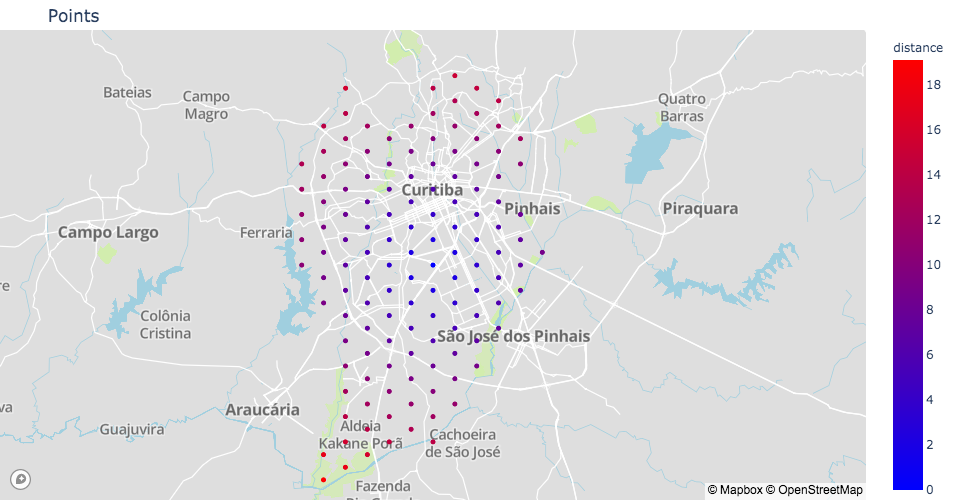 Points
distance
18
16
14
12
10
8
6
4
2
0
Bateias
Campo
Magro
Quatro
Barras
Curitiba
Pinhais
Piraquara
Campo Largo
Ferraria
re
Colônia
Cristina
São José dos Pinhais
va
Araucária
Guajuvira
Aldeia
Kakane Porã
Cachoeira
de São José
Fazenda
© Mapbox © OpenStreetMap